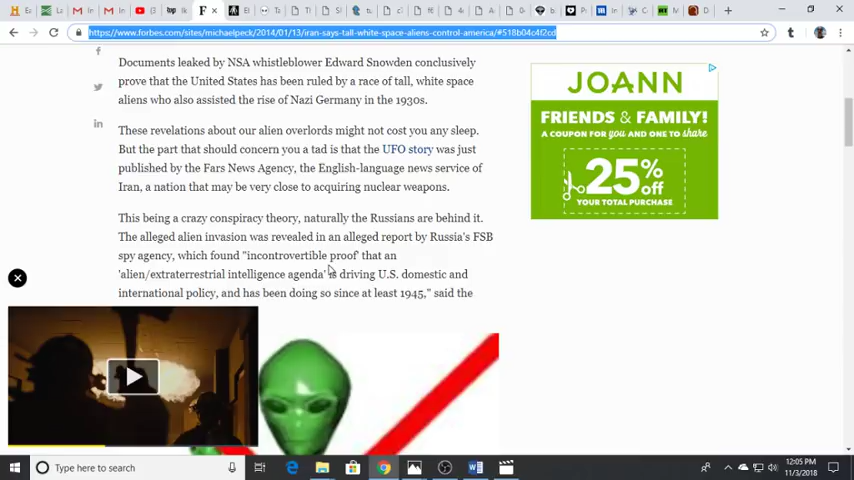 https://www.forbes.com/sites/michaelpeck/2014/01/13/iran-says-tall-white-space-aliens-control-america/#518b04c4f2cd
Documents leaked by NSA whistleblower Edward Snowden conclusively
prove that the United States has been ruled by a race of tall, white space
aliens who also assisted the rise of Nazi Germany in the 1930s.
These revelations about our alien overlords might not cost you any sleep.
But the part that should concern you a tad is that the UFO story was just
published by the Fars News Agency, the English-language news service of
Iran, a nation that may be very close to acquiring nuclear weapons.
This being a crazy conspiracy theory, naturally the Russians are behind it.
The alleged alien invasion was revealed in an alleged report by Russia's FSB
spy agency, which found "incontrovertible proof' that an
'alien/extraterrestrial intelligence agenda' is driving U.S. domestic and
international policy, and has been doing so since at least 1945," said the
JOANN
FRIENDS & FAMILY!
A COUPON FOR you AND ONE TO share
25% off
YOUR TOTAL PURCHASE
Type here to search
12:05 PM
11/3/2018